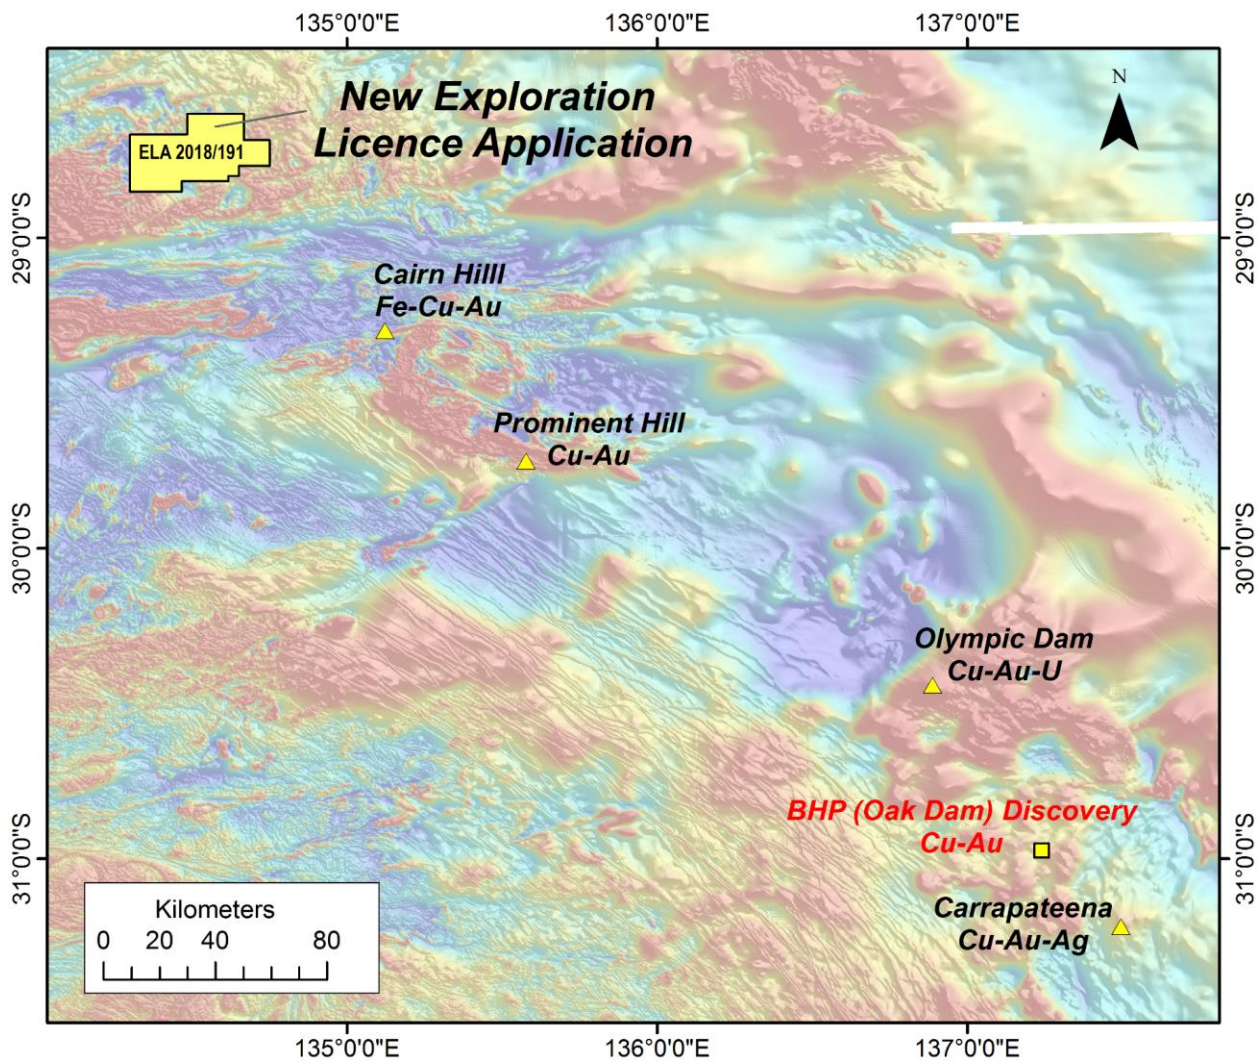 135°0'0"E
136°0'0"E
137°0'0"E
New Exploration
Licence Application
N
ELA 2018/191
29°0'0"S
29°0'0"S
Cairn Hilll
Fe-Cu-Au
Prominent Hill
Cu-Au
30°0'0"S
30°0'0"S
Olympic Dam
Cu-Au-U
BHP (Oak Dam) Discovery
Cu-Au
31°0'0"S
31°0'0"S
Carrapateena
Cu-Au-Ag
Kilometers
0 20 40 80
135°0'0"E
136°0'0"E
137°0'0"E